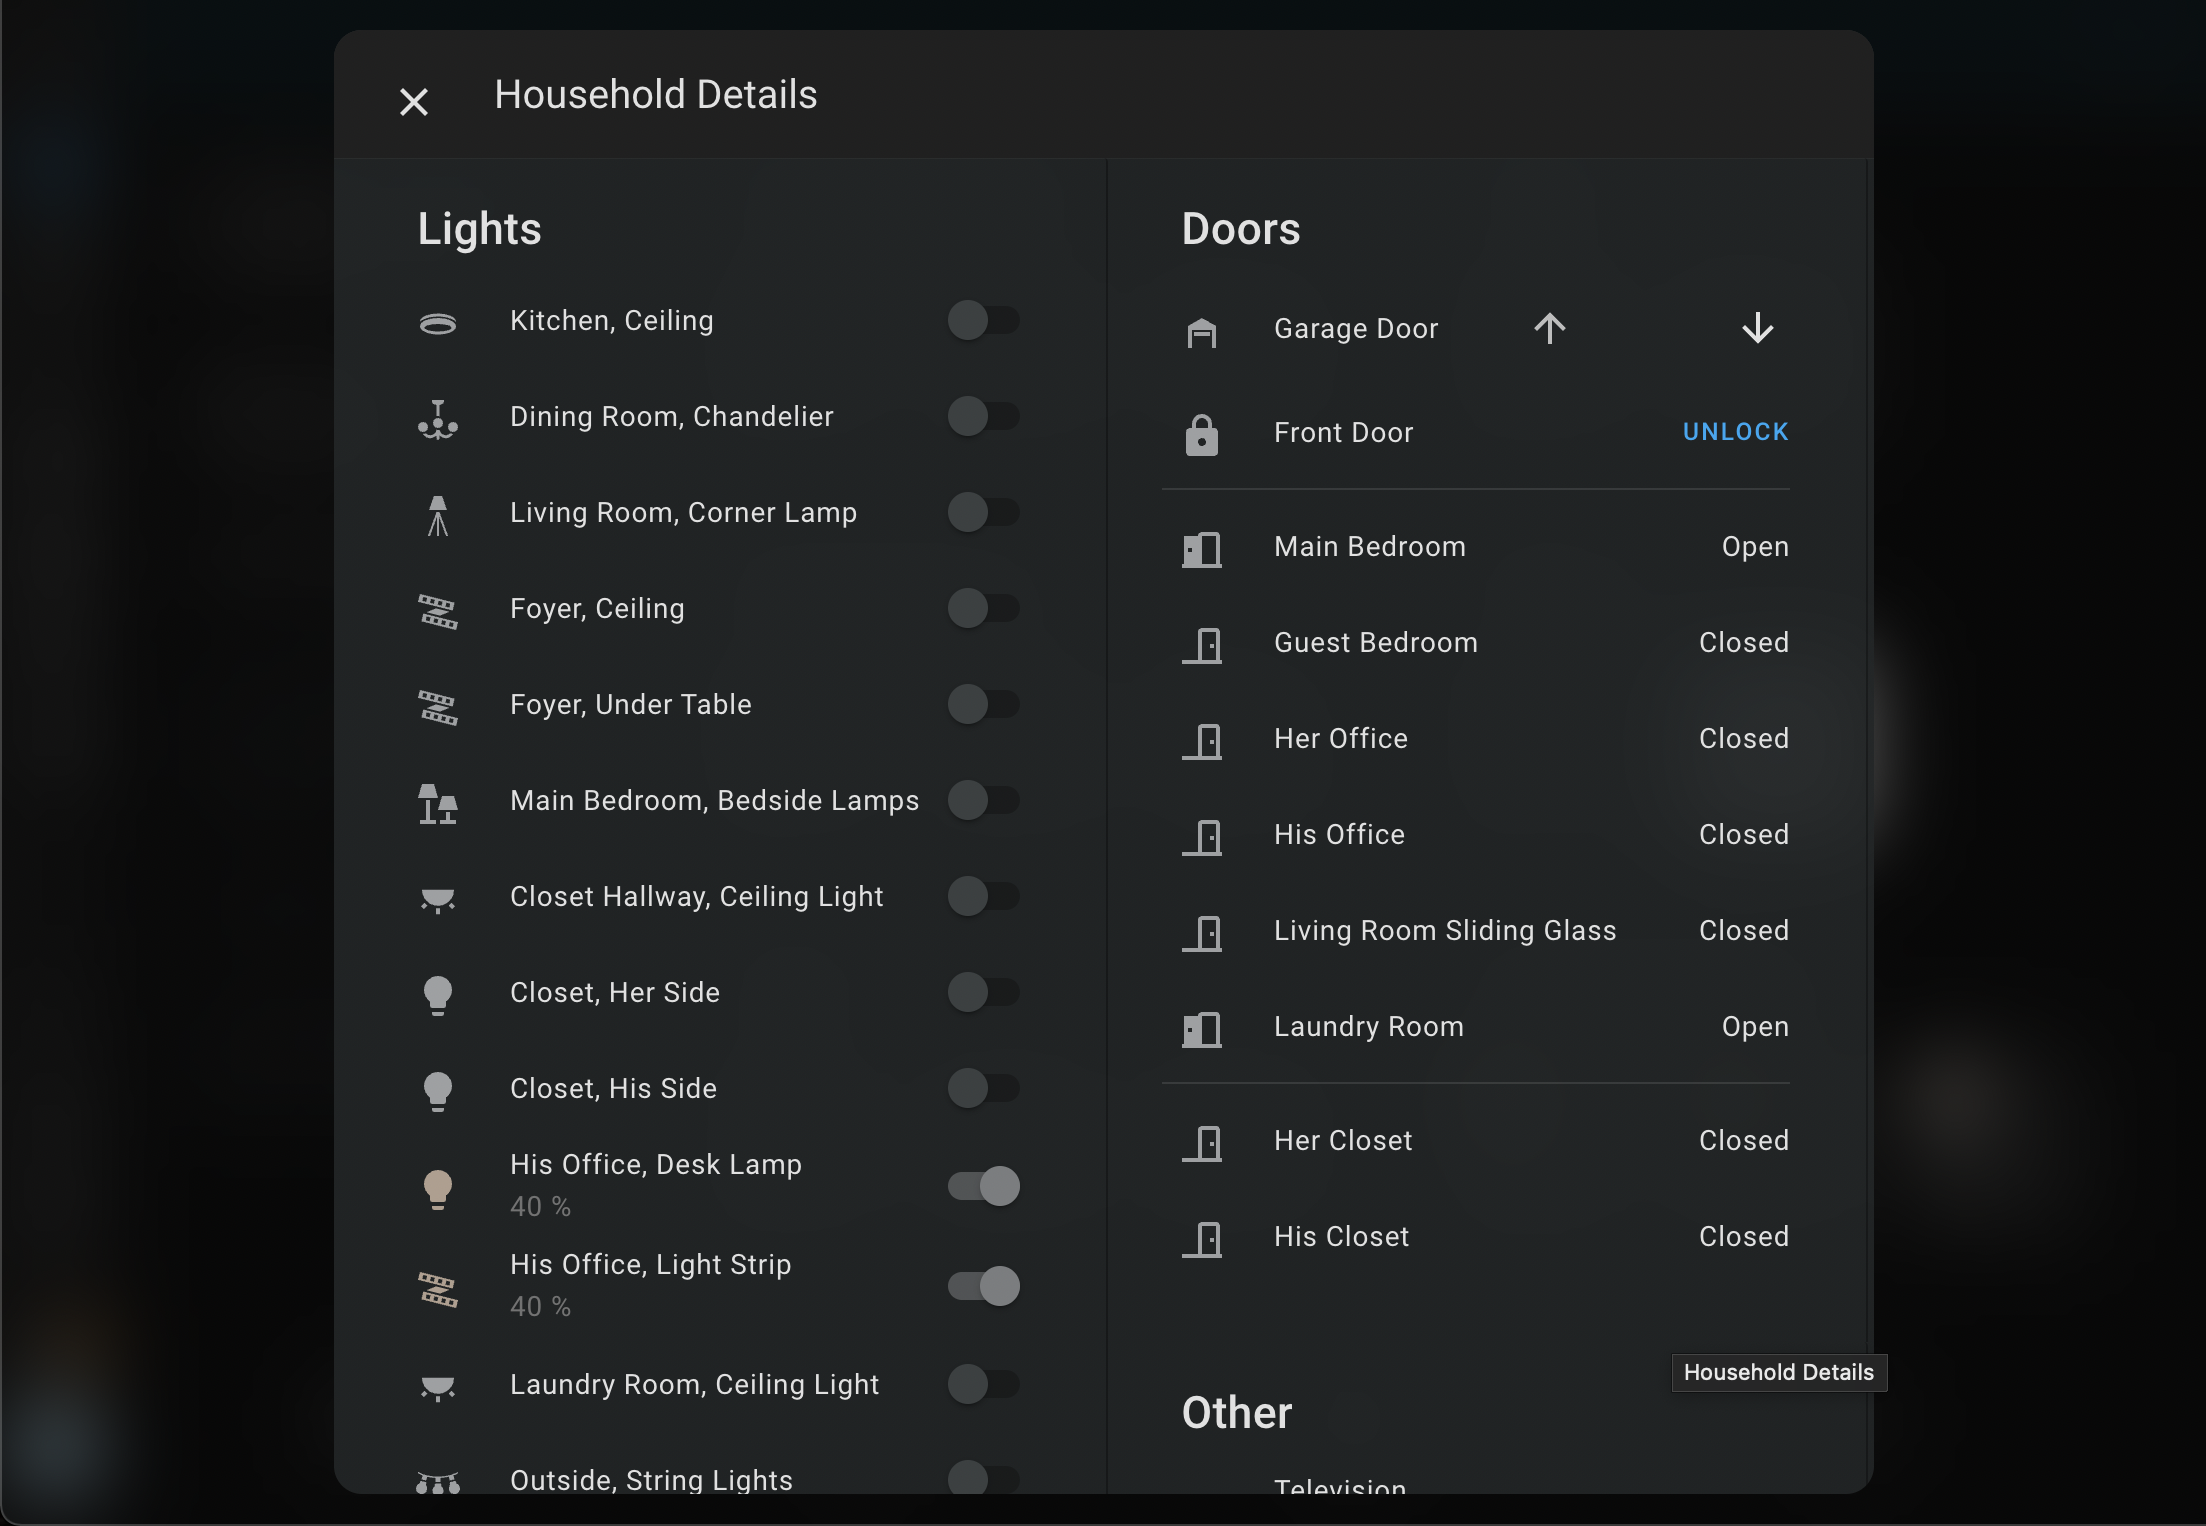 Household Details
Lights
Kitchen, Ceiling
Dining Room, Chandelier
Living Room, Corner Lamp
Foyer, Ceiling
Foyer, Under Table
Main Bedroom, Bedside Lamps
Closet Hallway, Ceiling Light
Closet, Her Side
Closet, His Side
His Office, Desk Lamp
40 %
His Office, Light Strip
40 %
Laundry Room, Ceiling Light
Outside, String Lights
Doors
Garage Door
Front Door UNLOCK
Main Bedroom Open
Guest Bedroom Closed
Her Office Closed
His Office Closed
Living Room Sliding Glass Closed
Laundry Room Open
Her Closet Closed
His Closet Closed
Household Details
Other
Television